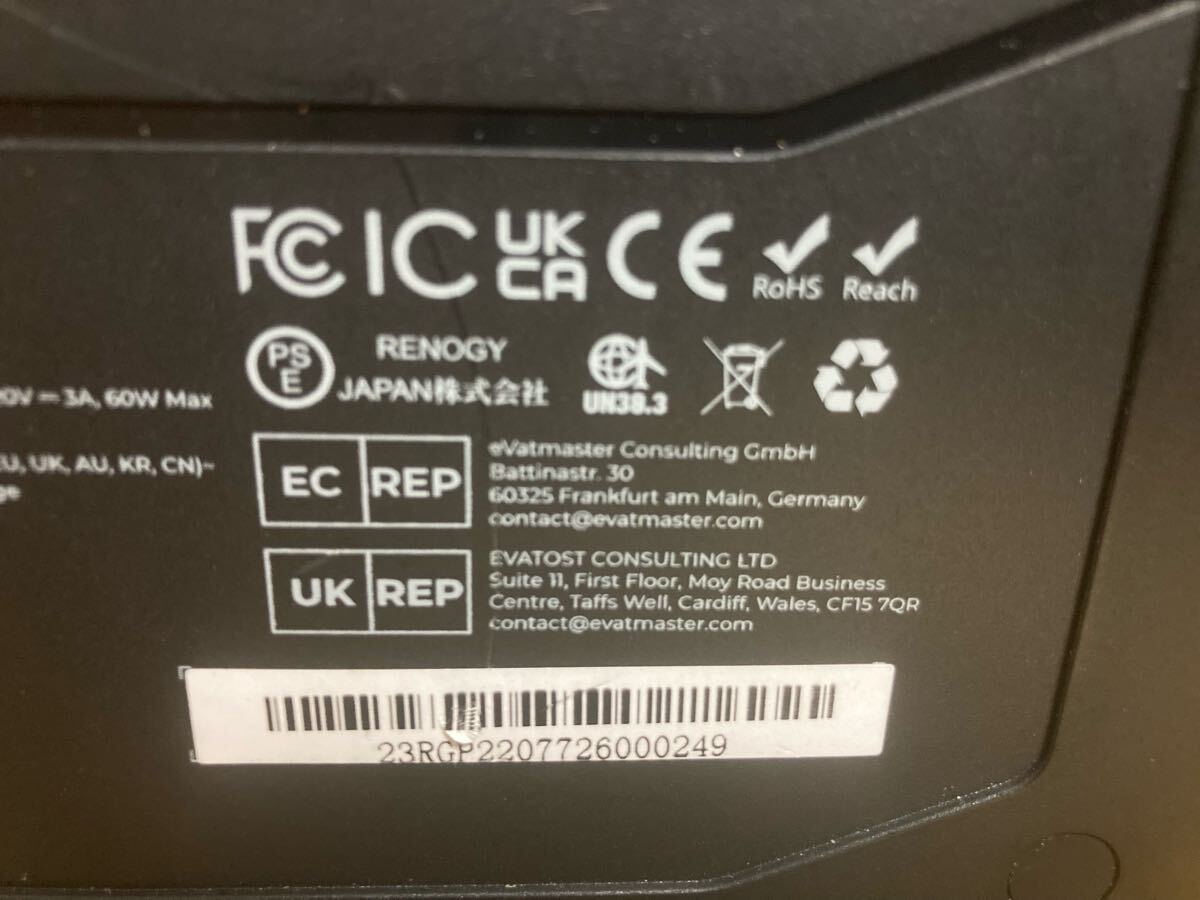 FC IC UK CA CE RoHS Reach
PS E RENOGY
JAPAN株式会社
UN38.3
0V⎓3A, 60W Max
EU, UK, AU, KR, CN)~
ge
EC REP
eVatmaster Consulting GmbH
Battinastr. 30
60325 Frankfurt am Main, Germany
contact@evatmaster.com
UK REP
EVATOST CONSULTING LTD
Suite 11, First Floor, Moy Road Business
Centre, Taffs Well, Cardiff, Wales, CF15 7QR
contact@evatmaster.com
23RGP2207726000249